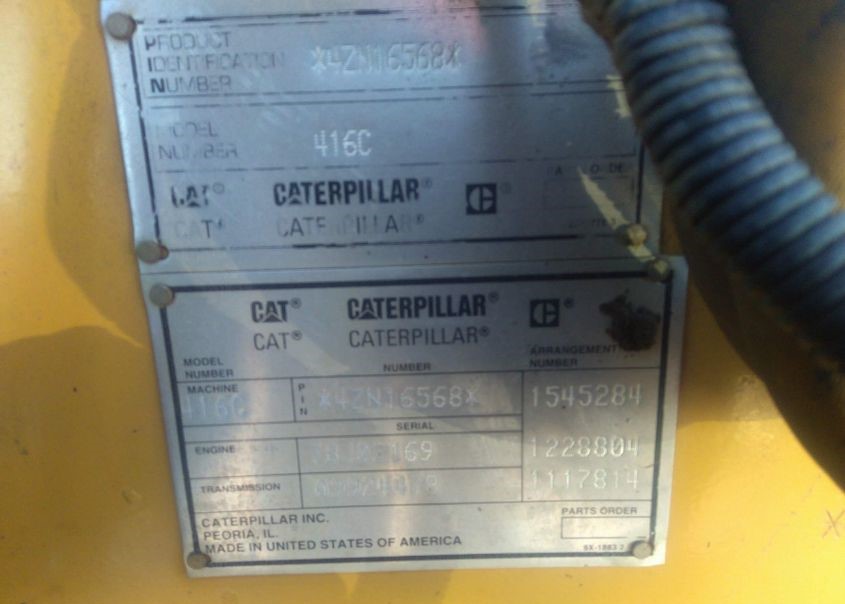 PRODUCT
IDENTIFICATION *4ZN16568*
NUMBER
MODEL
NUMBER 416C
CAT® CATERPILLAR® C®
CAT® CATERPILLAR®
CAT® CATERPILLAR® C®
CAT® CATERPILLAR®
MODEL NUMBER NUMBER ARRANGEMENT NUMBER
MACHINE 416C PIN *4ZN16568* 1545284
SERIAL
ENGINE 1228804
TRANSMISSION 1117814
CATERPILLAR INC.
PEORIA, IL.
MADE IN UNITED STATES OF AMERICA
PARTS ORDER